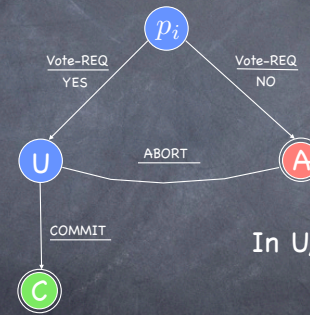 p_i
Vote-REQ
YES
Vote-REQ
NO
U
ABORT
A
COMMIT
In U
C